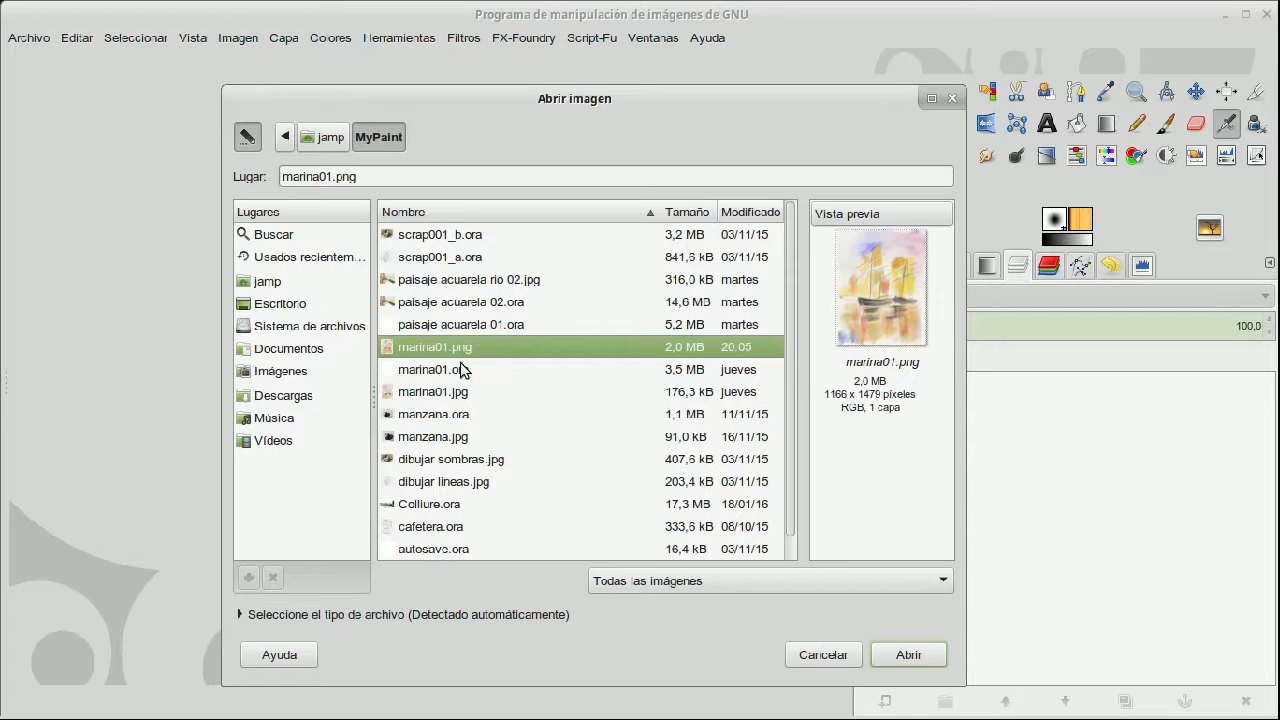 Programa de manipulación de imágenes de GNU
Archivo Editar Seleccionar Vista Imagen Capa Colores Herramientas Filtros FX-Foundry Script-Fu Ventanas Ayuda
Abrir imagen
jamp MyPaint
Lugar: marina01.png
Lugares
Buscar
Usados recientem...
jamp
Escritorio
Sistema de archivos
Documentos
Imágenes
Descargas
Música
Vídeos
Nombre Tamaño Modificado
scrap001_b.ora 3,2 MB 03/11/15
scrap001_a.ora 841,6 kB 03/11/15
paisaje acuarela rio 02.jpg 316,0 kB martes
paisaje acuarela 02.ora 14,6 MB martes
paisaje acuarela 01.ora 5,2 MB martes
marina01.png 2,0 MB 20:05
marina01.ora 3,5 MB jueves
marina01.jpg 176,3 kB jueves
manzana.ora 1,1 MB 11/11/15
manzana.jpg 91,0 kB 16/11/15
dibujar sombras.jpg 407,6 kB 03/11/15
dibujar lineas.jpg 203,4 kB 03/11/15
Colliure.ora 17,3 MB 18/01/16
cafetera.ora 333,6 kB 08/10/15
autosave.ora 16,4 kB 03/11/15
Vista previa
marina01.png
2,0 MB
1166 x 1479 píxeles
RGB, 1 capa
100,0
Todas las imágenes
Seleccione el tipo de archivo (Detectado automáticamente)
Ayuda Cancelar Abrir